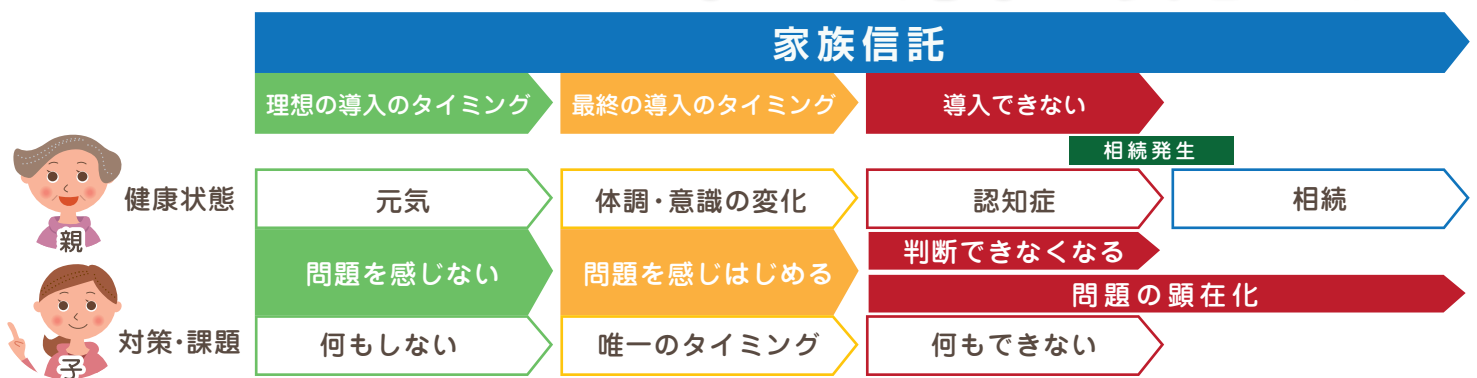 家族信託
理想の導入のタイミング
最終の導入のタイミング
導入できない
相続発生
親
健康状態
元気
体調・意識の変化
認知症
相続
問題を感じない
問題を感じはじめる
判断できなくなる
問題の顕在化
子
対策・課題
何もしない
唯一のタイミング
何もできない